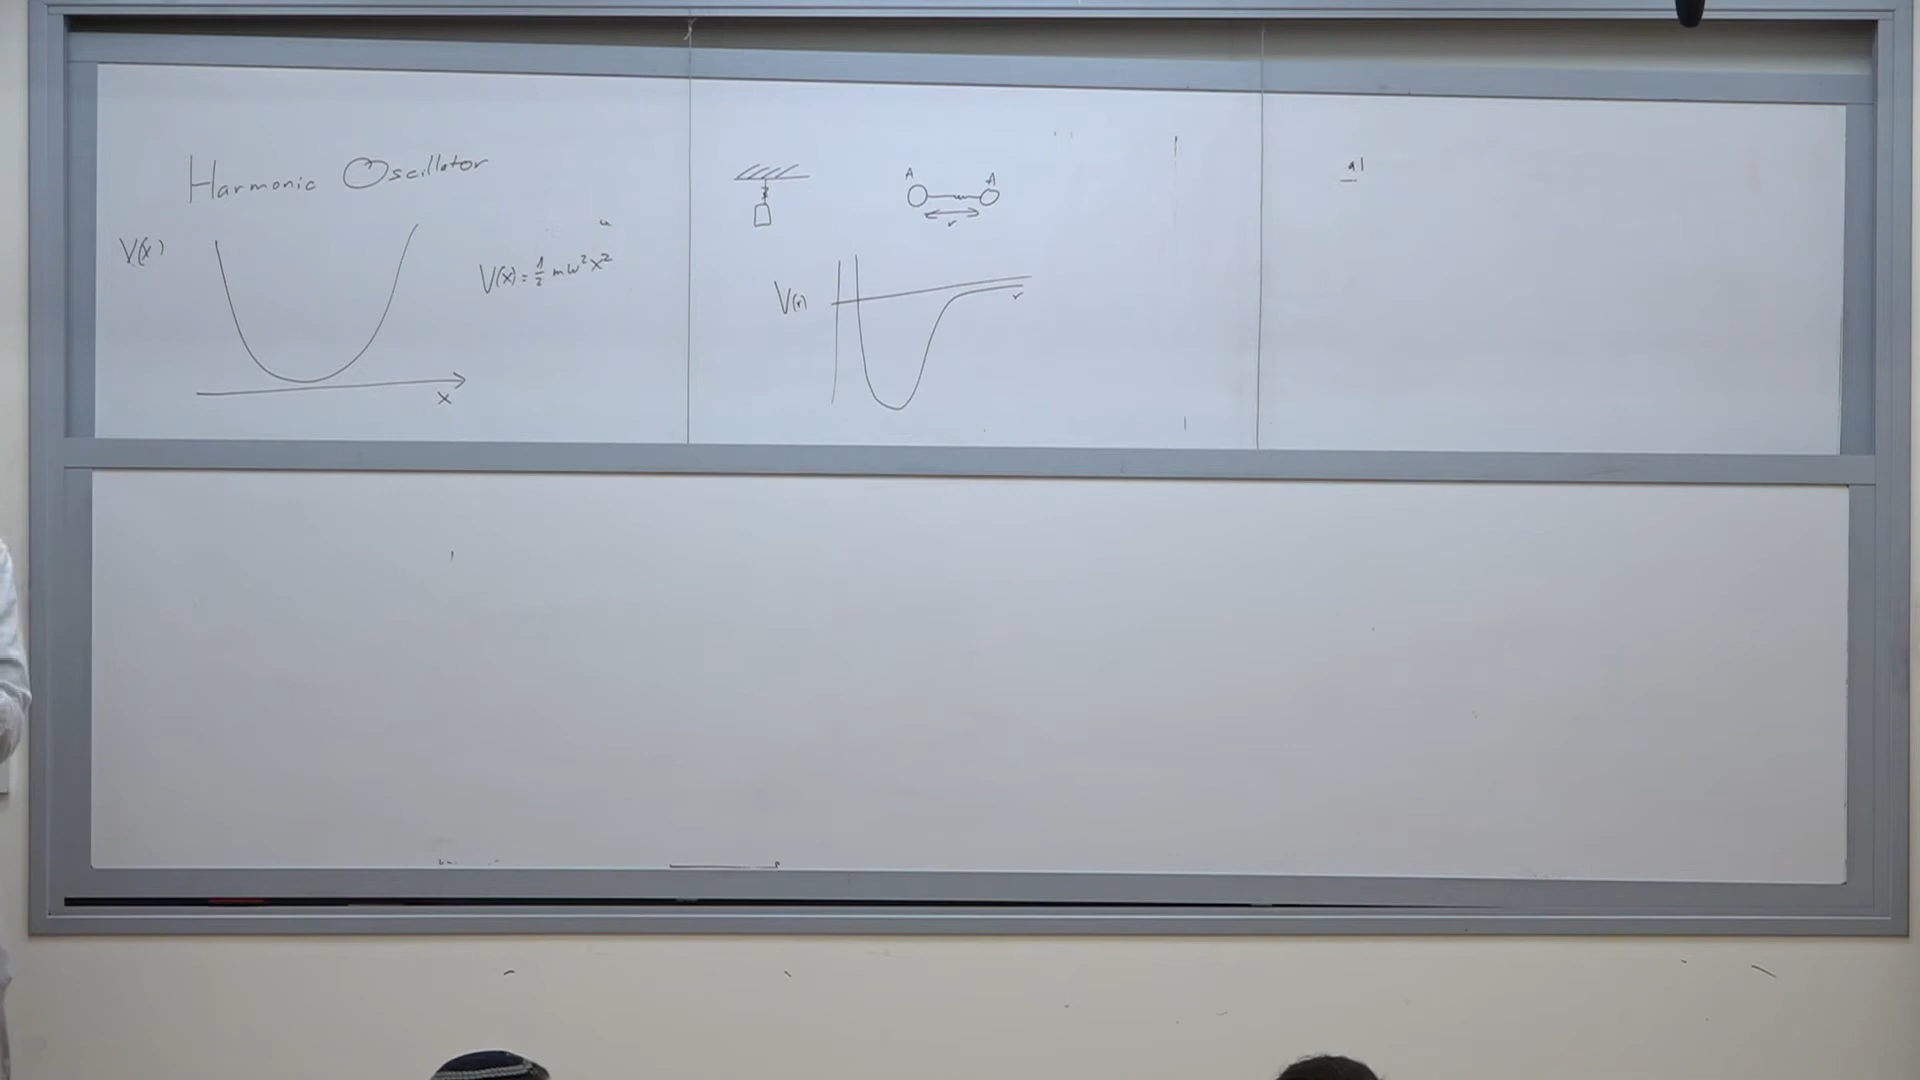 Harmonic Oscillator
V(x)
V(x) = 1/2 mω²x²
x
A A
r
V(r)
r